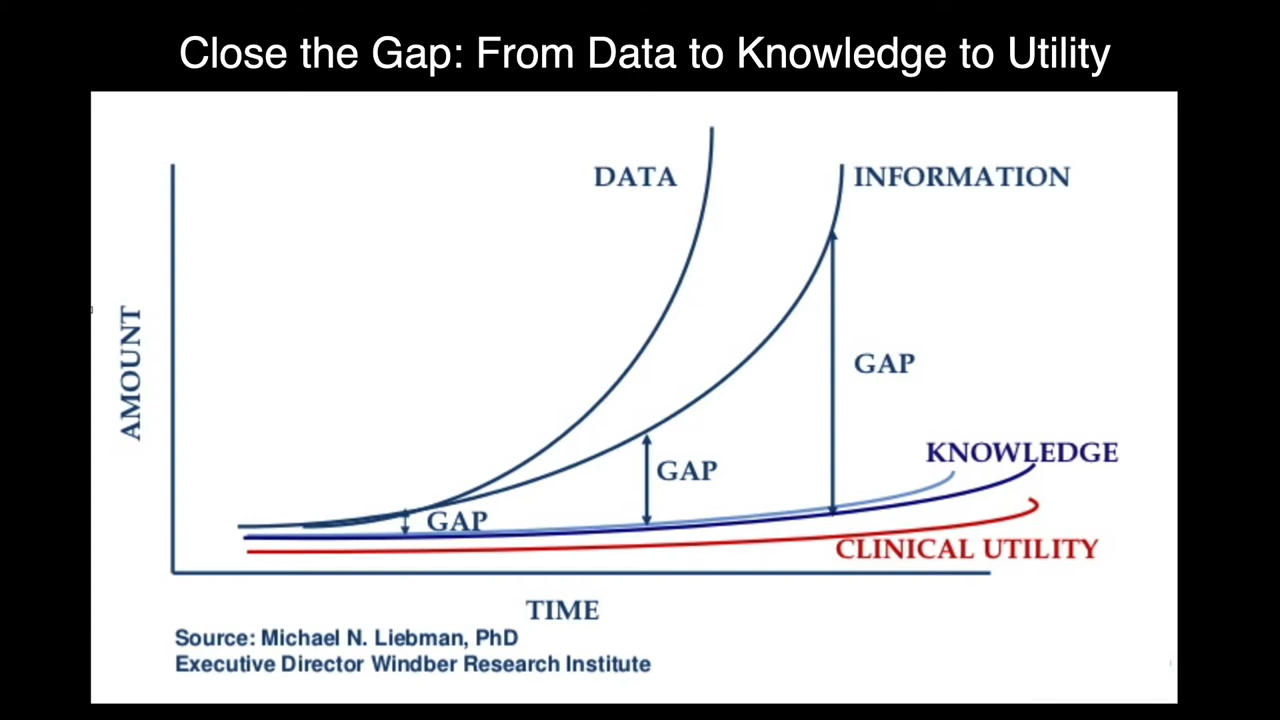 Close the Gap: From Data to Knowledge to Utility
DATA
INFORMATION
AMOUNT
GAP
KNOWLEDGE
GAP
GAP
CLINICAL UTILITY
TIME
Source: Michael N. Liebman, PhD
Executive Director Windber Research Institute